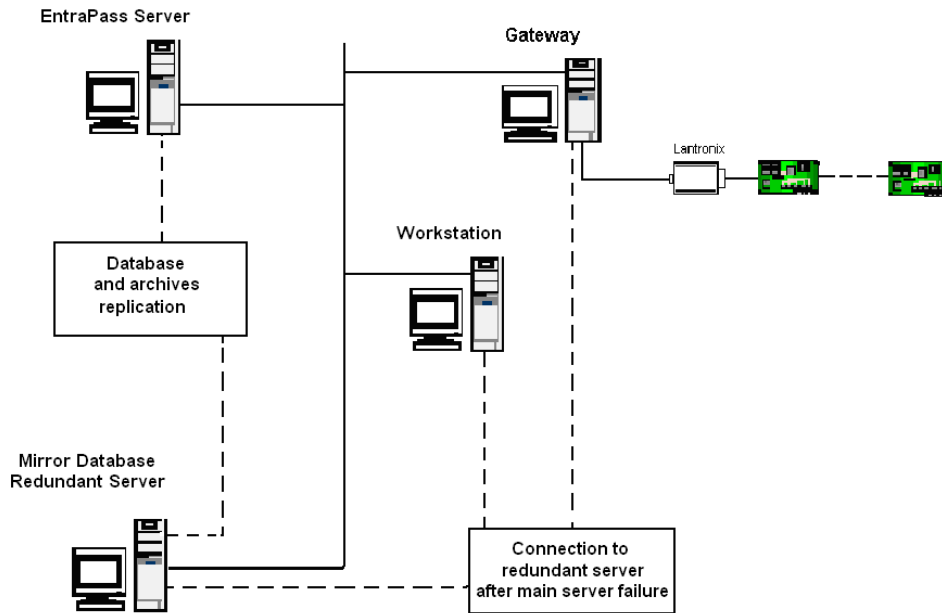 EntraPass Server
Gateway
Lantronix
Workstation
Database
and archives
replication
Mirror Database
Redundant Server
Connection to
redundant server
after main server failure